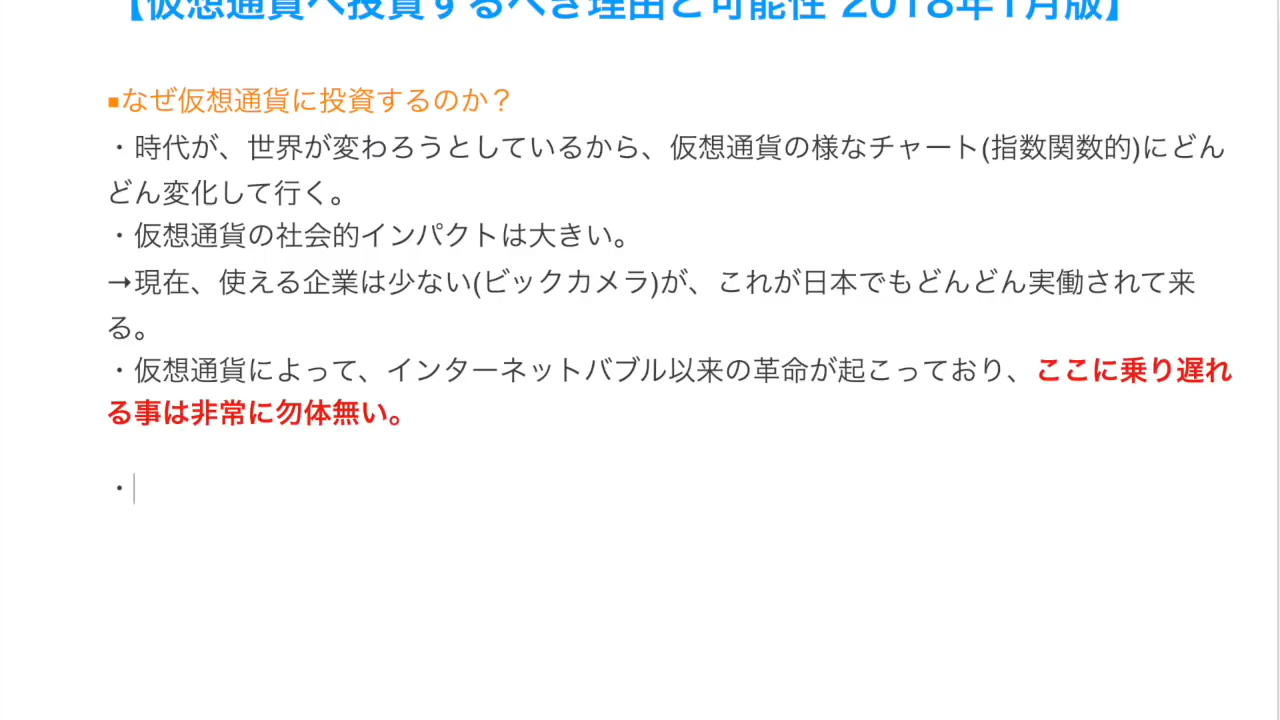 【仮想通貨へ投資するべき理由と可能性 2018年1月版】
■なぜ仮想通貨に投資するのか？
・時代が、世界が変わろうとしているから、仮想通貨の様なチャート(指数関数的)にどん
どん変化して行く。
・仮想通貨の社会的インパクトは大きい。
→現在、使える企業は少ない(ビックカメラ)が、これが日本でもどんどん実働されて来
る。
・仮想通貨によって、インターネットバブル以来の革命が起こっており、ここに乗り遅れ
る事は非常に勿体無い。
・